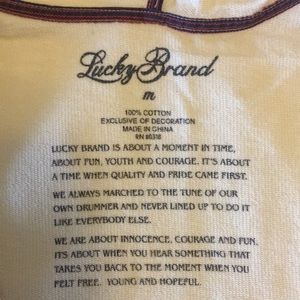 Lucky Brand
m
100% COTTON
EXCLUSIVE OF DECORATION
MADE IN CHINA
RN #80318
LUCKY BRAND IS ABOUT A MOMENT IN TIME,
ABOUT FUN, YOUTH AND COURAGE. IT'S ABOUT
A TIME WHEN QUALITY AND PRIDE CAME FIRST.
WE ALWAYS MARCHED TO THE TUNE OF OUR
OWN DRUMMER AND NEVER LINED UP TO DO IT
LIKE EVERYBODY ELSE.
WE ARE ABOUT INNOCENCE, COURAGE AND FUN.
IT'S ABOUT WHEN YOU HEAR SOMETHING THAT
TAKES YOU BACK TO THE MOMENT WHEN YOU
FELT FREE. YOUNG AND HOPEFUL.